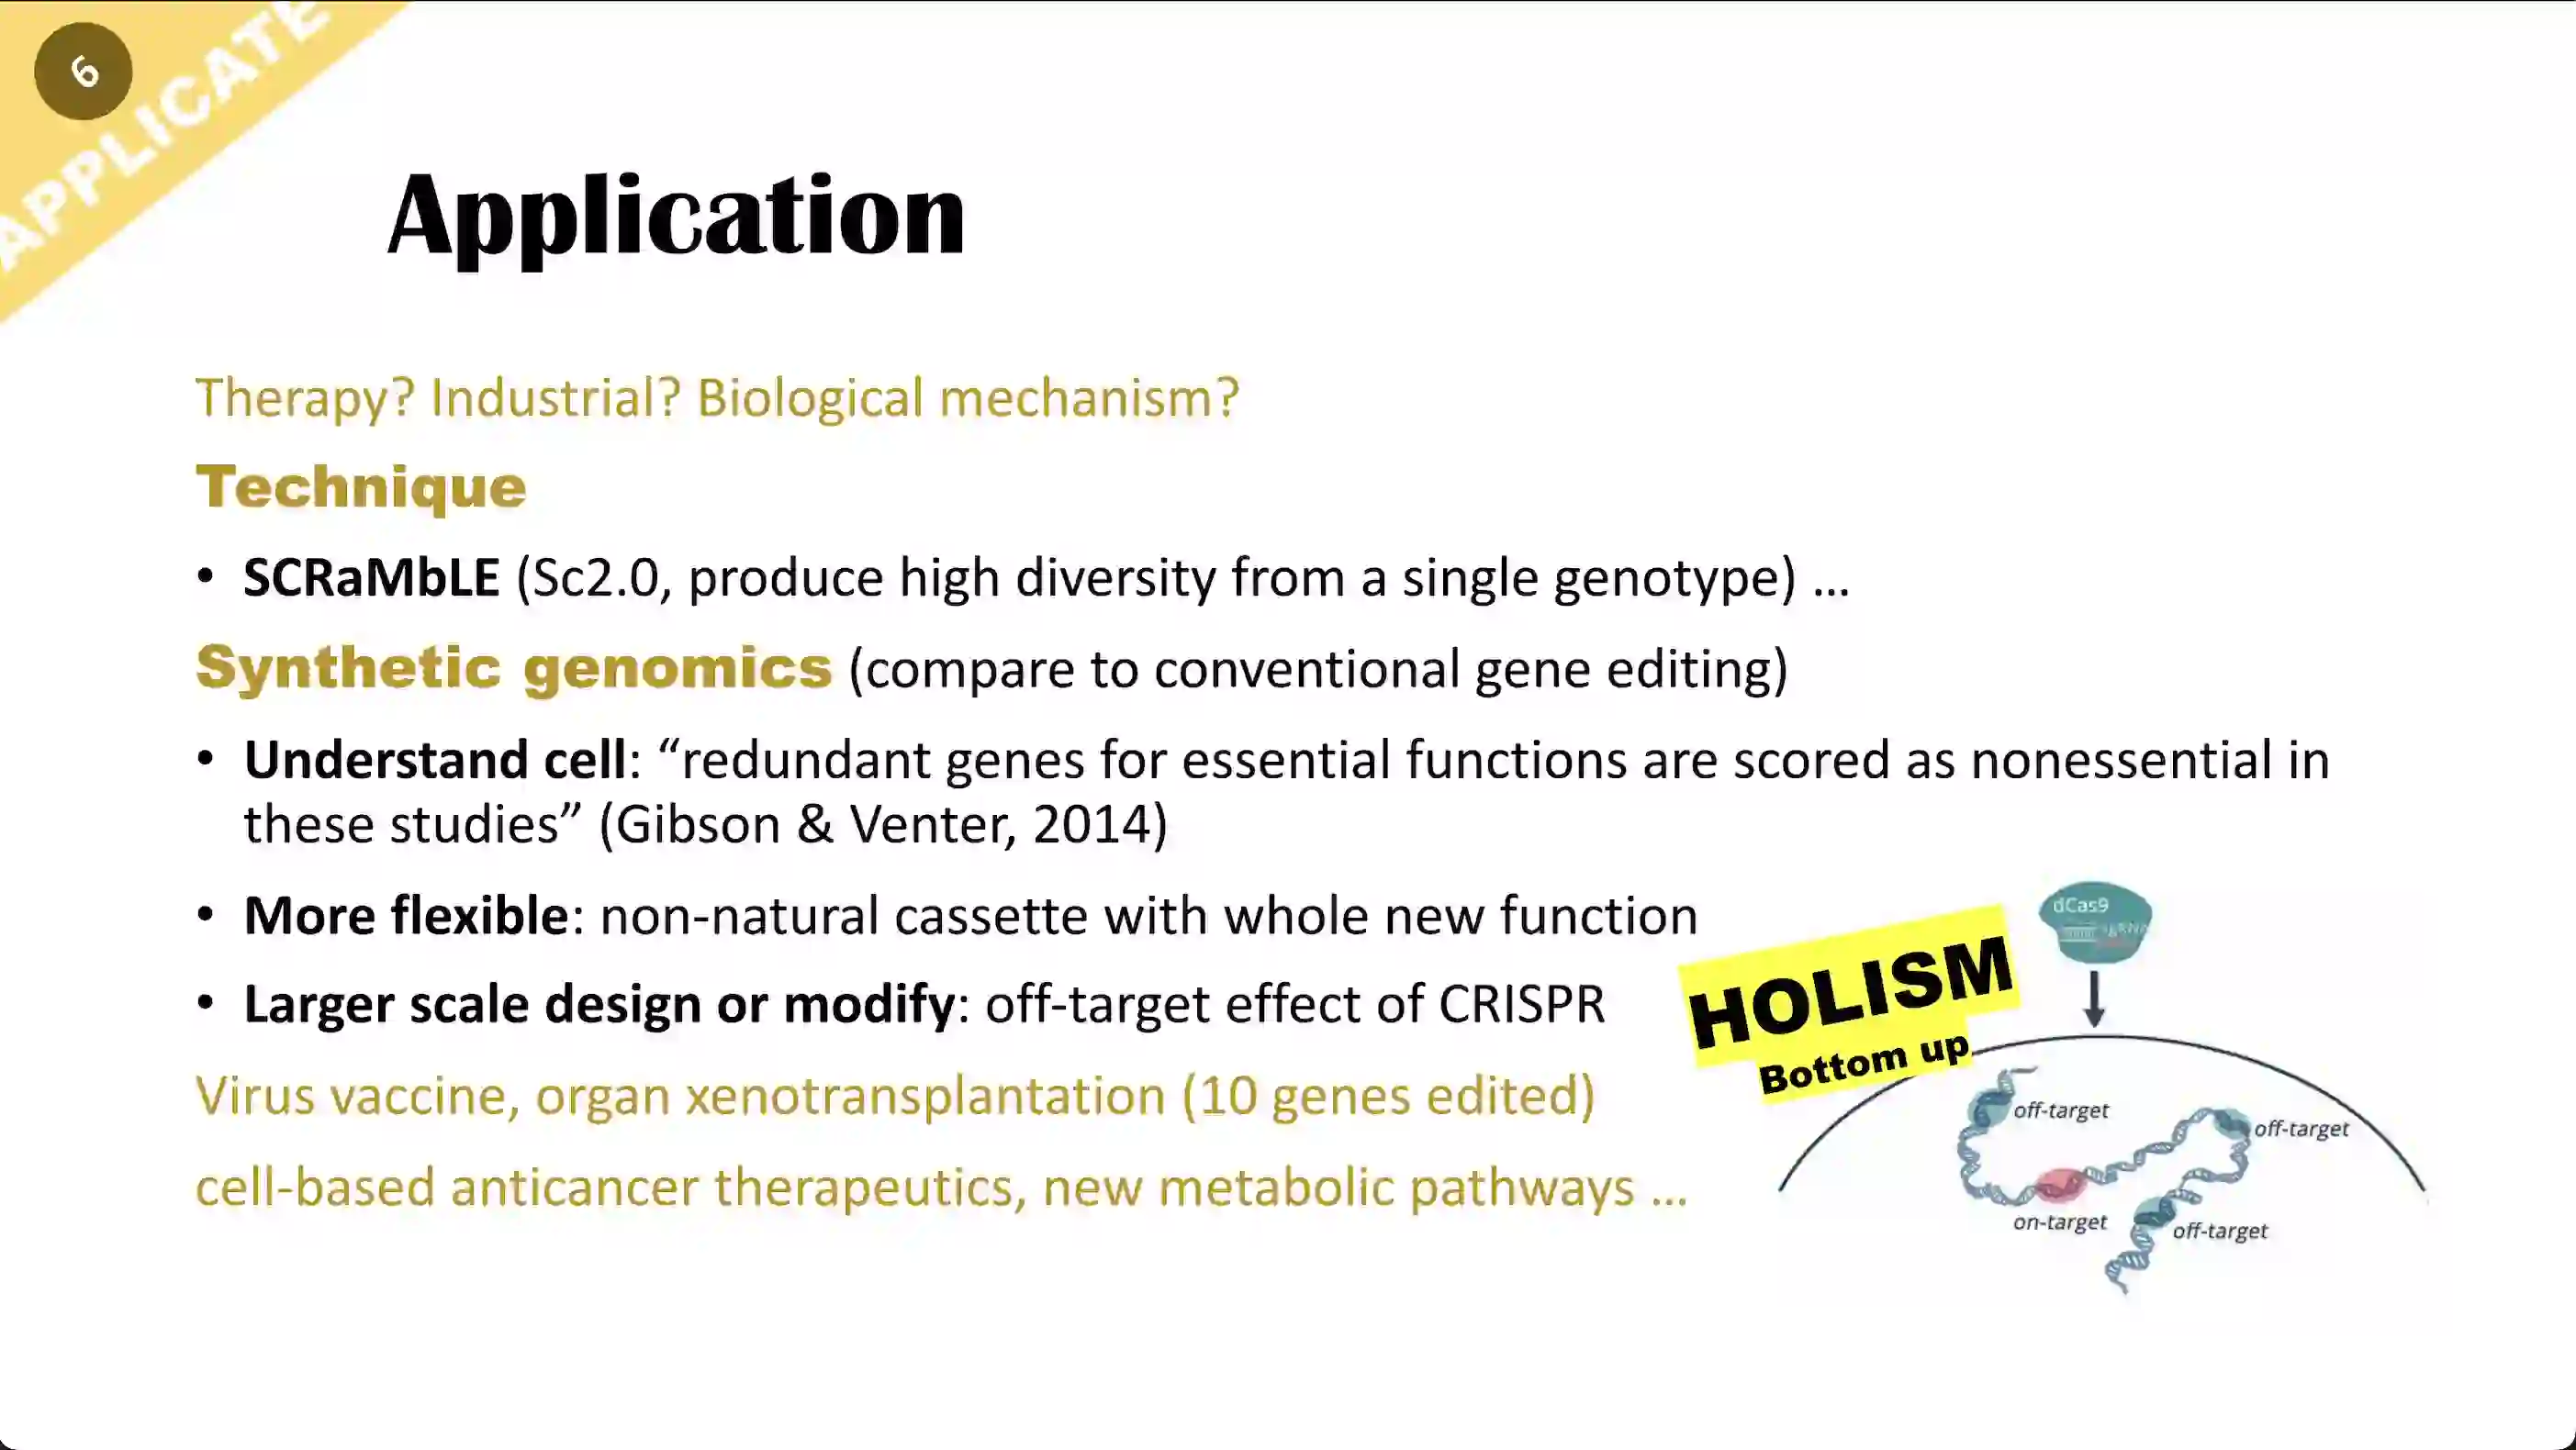 6
APPLICATE
Application
Therapy? Industrial? Biological mechanism?
Technique
• SCRaMbLE (Sc2.0, produce high diversity from a single genotype) ...
Synthetic genomics (compare to conventional gene editing)
• Understand cell: “redundant genes for essential functions are scored as nonessential in
these studies” (Gibson & Venter, 2014)
• More flexible: non-natural cassette with whole new function
• Larger scale design or modify: off-target effect of CRISPR
Virus vaccine, organ xenotransplantation (10 genes edited)
cell-based anticancer therapeutics, new metabolic pathways ...
HOLISM
Bottom up
dCas9
sgRNA
off-target
off-target
on-target
off-target